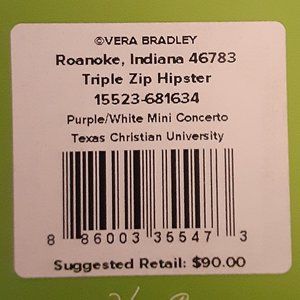 ©VERA BRADLEY
Roanoke, Indiana 46783
Triple Zip Hipster
15523-681634
Purple/White Mini Concerto
Texas Christian University
8 86003 35547 3
Suggested Retail: $90.00